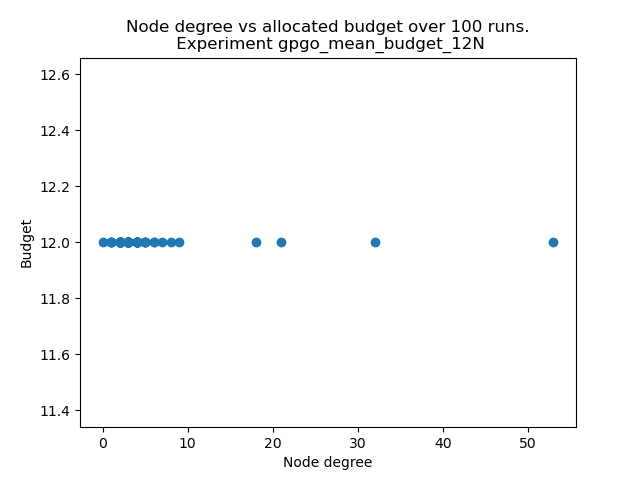 Node degree vs allocated budget over 100 runs.
Experiment gpgo_mean_budget_12N
12.6
12.4
12.2
12.0
11.8
11.6
11.4
Budget
0 10 20 30 40 50
Node degree